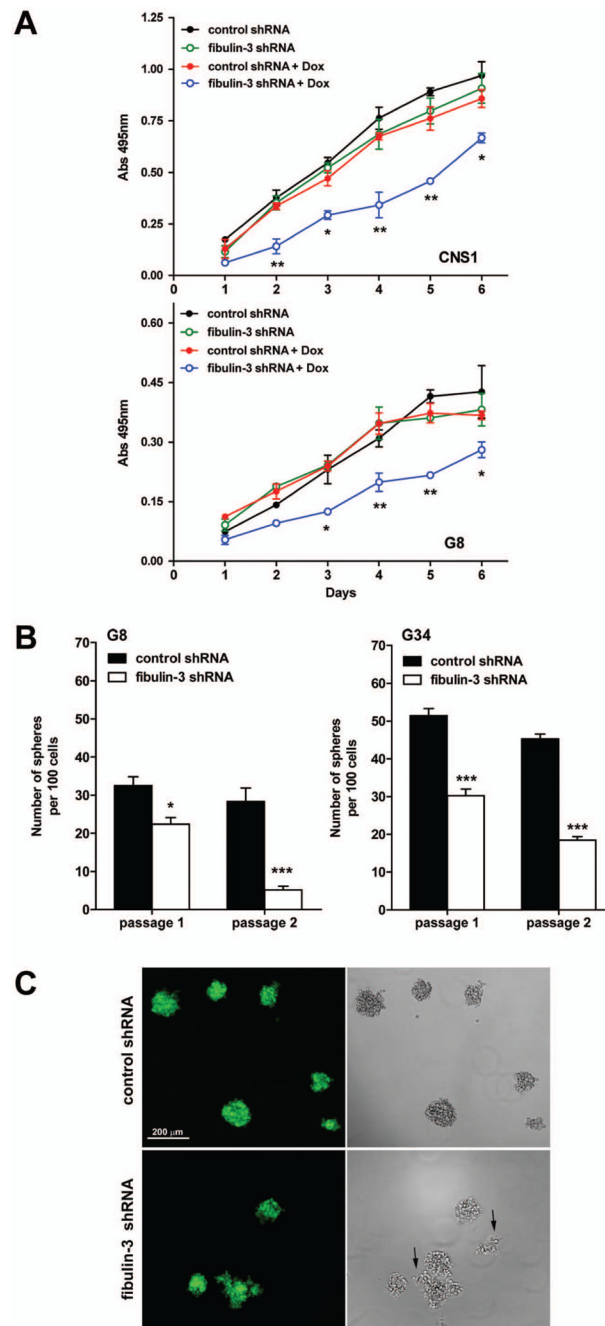 A
control shRNA
fibulin-3 shRNA
control shRNA + Dox
fibulin-3 shRNA + Dox
1.25
1.00
0.75
0.50
0.25
0.00
Abs 495nm
** * ** ** ** *
CNS1
0 1 2 3 4 5 6
control shRNA
fibulin-3 shRNA
control shRNA + Dox
fibulin-3 shRNA + Dox
0.60
0.45
0.30
0.15
0.00
Abs 495nm
* ** ** *
G8
0 1 2 3 4 5 6
Days
B
G8
control shRNA
fibulin-3 shRNA
70
60
50
40
30
20
10
0
Number of spheres
per 100 cells
*
***
passage 1 passage 2
G34
control shRNA
fibulin-3 shRNA
70
60
50
40
30
20
10
0
Number of spheres
per 100 cells
***
***
passage 1 passage 2
C
control shRNA
200 µm
fibulin-3 shRNA